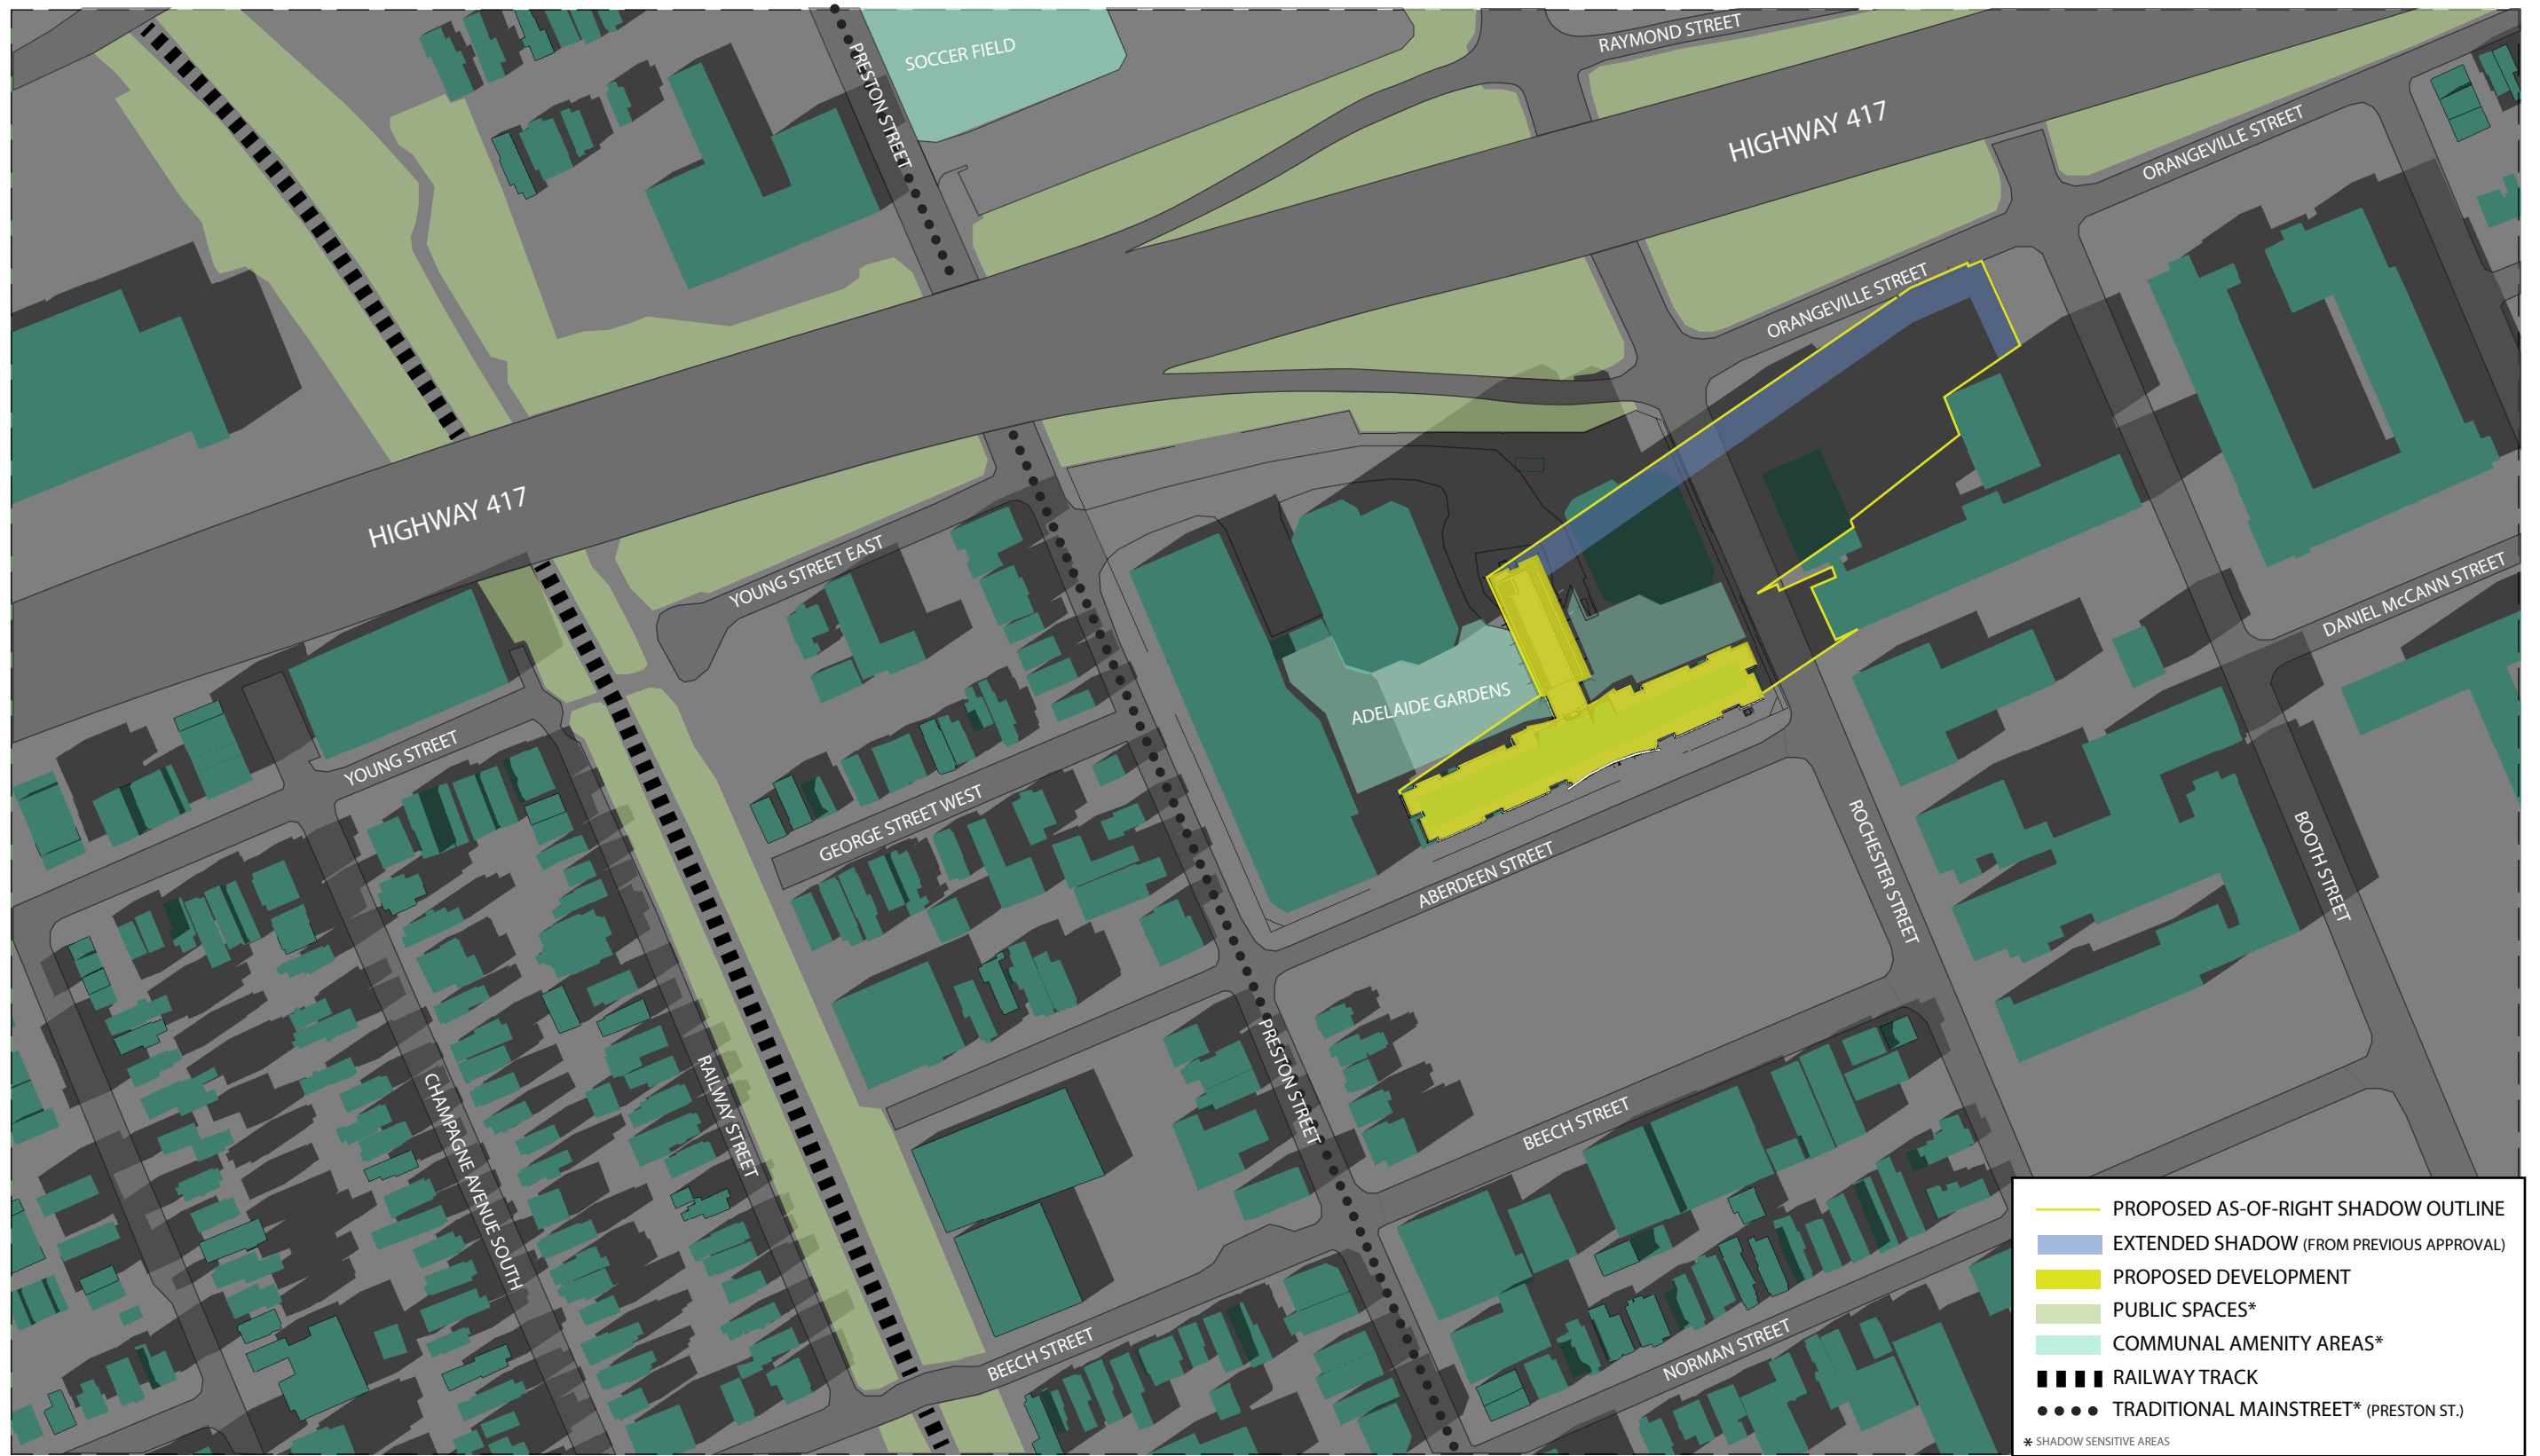 RAYMOND STREET
SOCCER FIELD
PRESTON STREET
HIGHWAY 417
ORANGEVILLE STREET
ORANGEVILLE STREET
HIGHWAY 417
YOUNG STREET EAST
DANIEL McCANN STREET
ADELAIDE GARDENS
YOUNG STREET
GEORGE STREET WEST
ABERDEEN STREET
ROCHESTER STREET
BOOTH STREET
PRESTON STREET
RAILWAY STREET
CHAMPAGNE AVENUE SOUTH
BEECH STREET
BEECH STREET
NORMAN STREET
PROPOSED AS-OF-RIGHT SHADOW OUTLINE
EXTENDED SHADOW (FROM PREVIOUS APPROVAL)
PROPOSED DEVELOPMENT
PUBLIC SPACES*
COMMUNAL AMENITY AREAS*
RAILWAY TRACK
TRADITIONAL MAINSTREET* (PRESTON ST.)
* SHADOW SENSITIVE AREAS